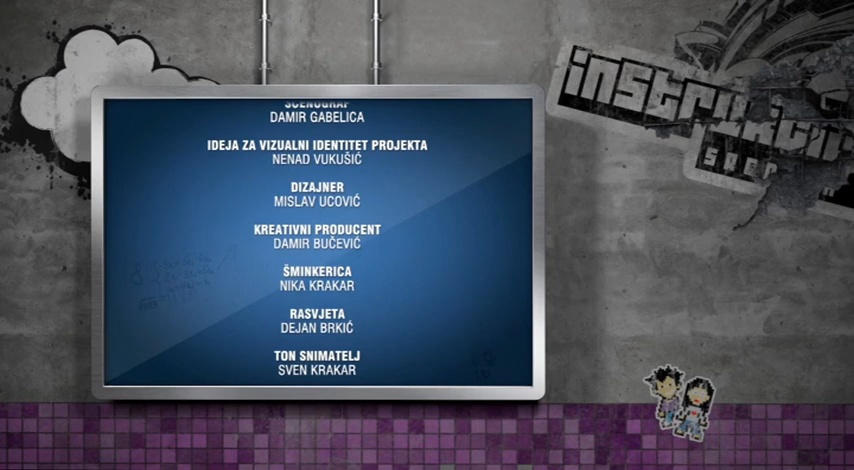 SCENOGRAF
DAMIR GABELICA
IDEJA ZA VIZUALNI IDENTITET PROJEKTA
NENAD VUKUŠIĆ
DIZAJNER
MISLAV UCOVIĆ
KREATIVNI PRODUCENT
DAMIR BUČEVIĆ
ŠMINKERICA
NIKA KRAKAR
RASVJETA
DEJAN BRKIĆ
TON SNIMATELJ
SVEN KRAKAR